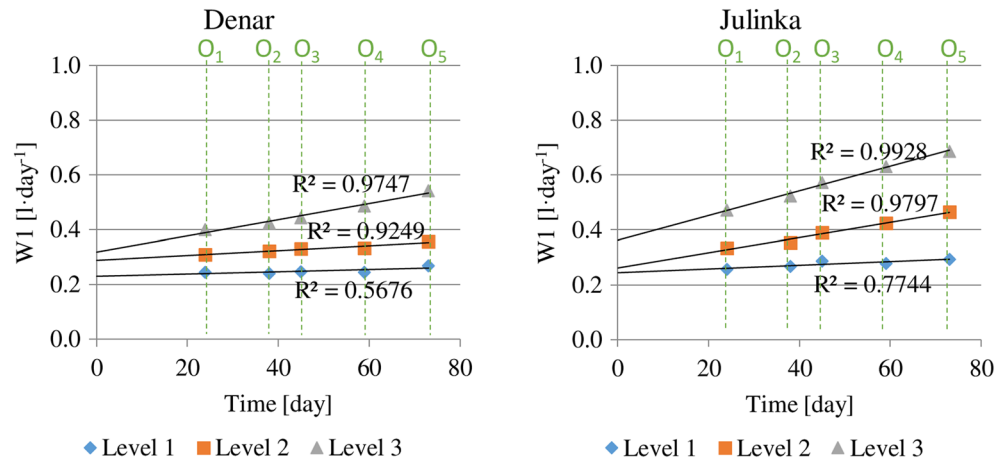 Denar
O₁ O₂ O₃ O₄ O₅
1.0
0.8
0.6
0.4
0.2
0.0
W1 [l·day⁻¹]
R² = 0.9747
R² = 0.9249
R² = 0.5676
0 20 40 60 80
Time [day]
Level 1 Level 2 Level 3
Julinka
O₁ O₂ O₃ O₄ O₅
1.0
0.8
0.6
0.4
0.2
0.0
W1 [l·day⁻¹]
R² = 0.9928
R² = 0.9797
R² = 0.7744
0 20 40 60 80
Time [day]
Level 1 Level 2 Level 3